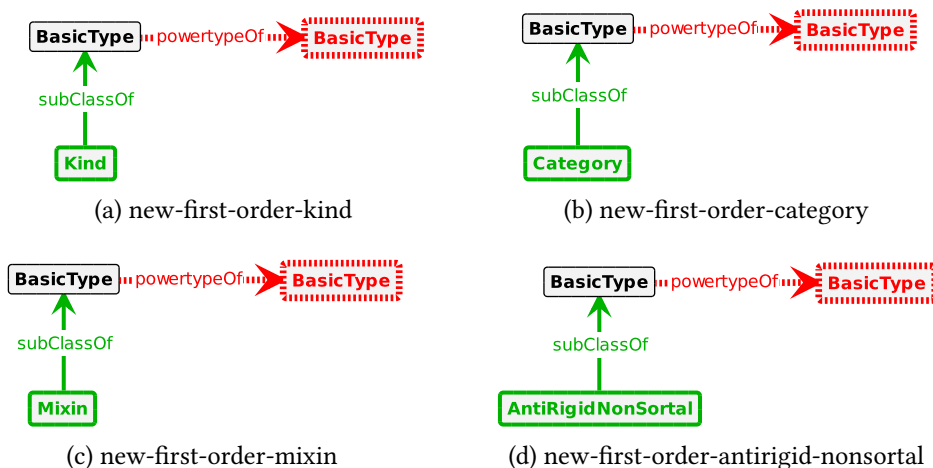 BasicType powertypeOf BasicType
subClassOf
Kind
(a) new-first-order-kind
BasicType powertypeOf BasicType
subClassOf
Category
(b) new-first-order-category
BasicType powertypeOf BasicType
subClassOf
Mixin
(c) new-first-order-mixin
BasicType powertypeOf BasicType
subClassOf
AntiRigidNonSortal
(d) new-first-order-antirigid-nonsortal